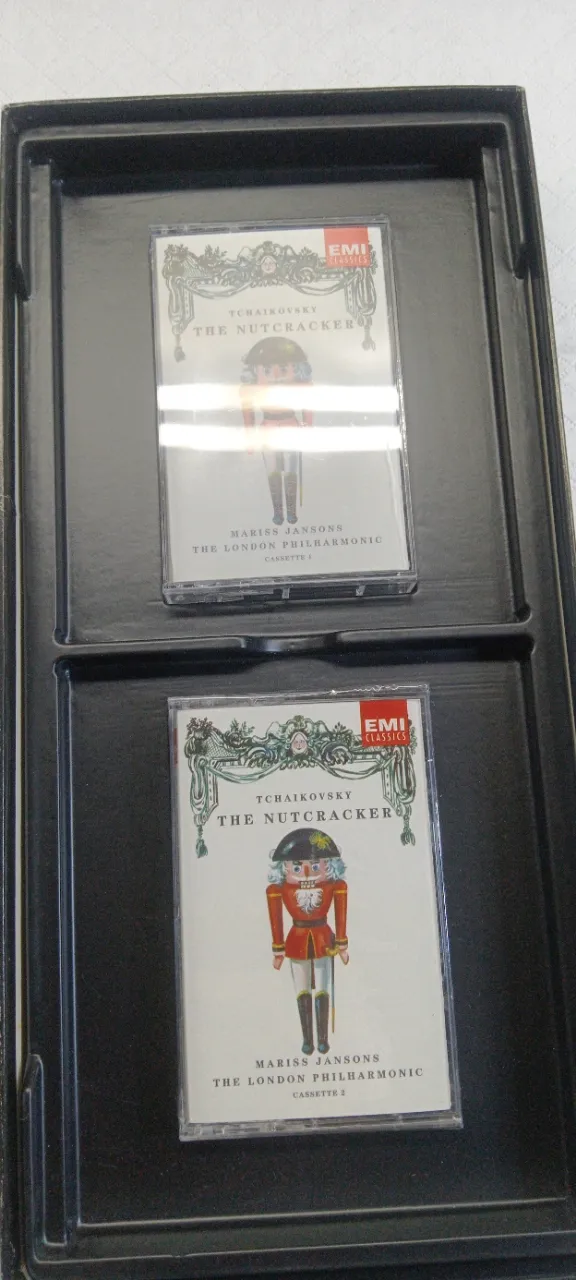 EMI
CLASSICS
TCHAIKOVSKY
THE NUTCRACKER
MARISS JANSONS
THE LONDON PHILHARMONIC
CASSETTE 1
EMI
CLASSICS
TCHAIKOVSKY
THE NUTCRACKER
MARISS JANSONS
THE LONDON PHILHARMONIC
CASSETTE 2